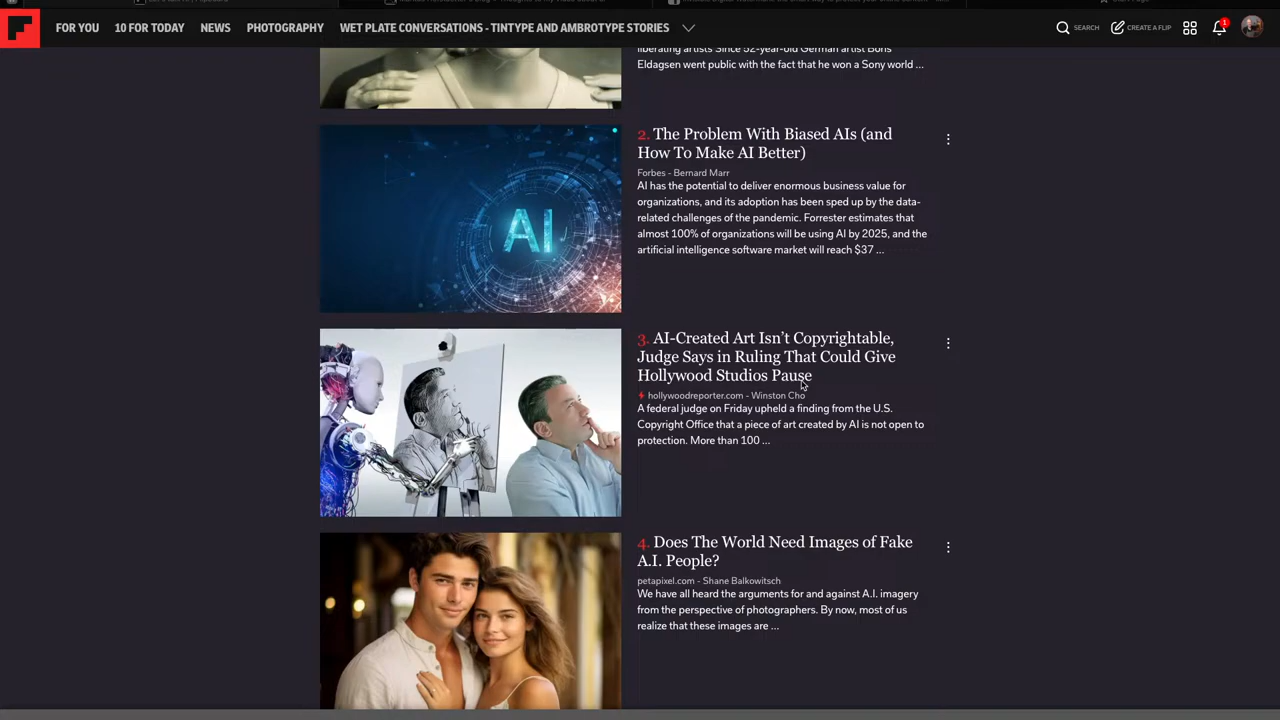 FOR YOU
10 FOR TODAY
NEWS
PHOTOGRAPHY
WET PLATE CONVERSATIONS - TINTYPE AND AMBROTYPE STORIES
SEARCH
CREATE A FLIP
1
liberating artists Since 52-year-old German artist Boris
Eldagsen went public with the fact that he won a Sony world ...
AI
2. The Problem With Biased AIs (and
How To Make AI Better)
Forbes - Bernard Marr
AI has the potential to deliver enormous business value for
organizations, and its adoption has been sped up by the data-
related challenges of the pandemic. Forrester estimates that
almost 100% of organizations will be using AI by 2025, and the
artificial intelligence software market will reach $37 ...
3. AI-Created Art Isn’t Copyrightable,
Judge Says in Ruling That Could Give
Hollywood Studios Pause
hollywoodreporter.com - Winston Cho
A federal judge on Friday upheld a finding from the U.S.
Copyright Office that a piece of art created by AI is not open to
protection. More than 100 ...
4. Does The World Need Images of Fake
A.I. People?
petapixel.com - Shane Balkowitsch
We have all heard the arguments for and against A.I. imagery
from the perspective of photographers. By now, most of us
realize that these images are ...